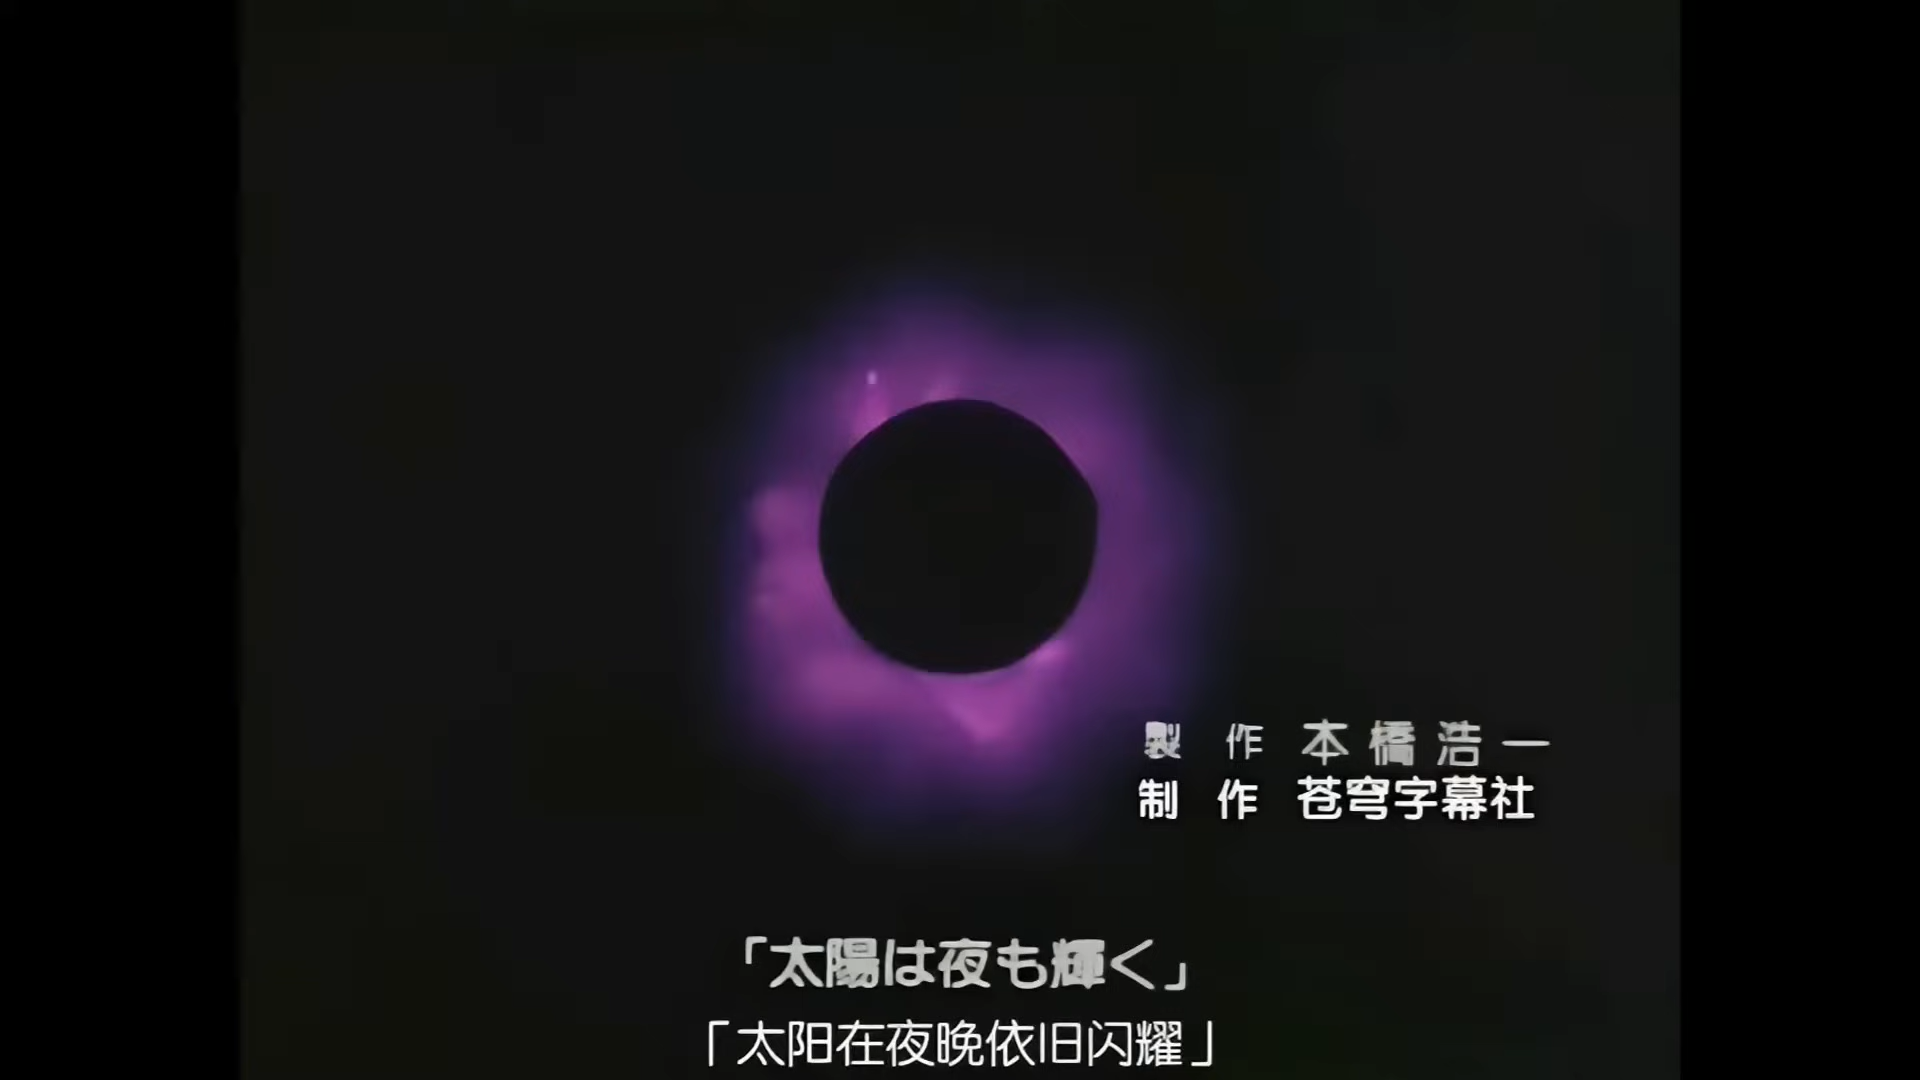 製 作 本橋浩一
制 作 苍穹字幕社
「太陽は夜も輝く」
「太阳在夜晚依旧闪耀」